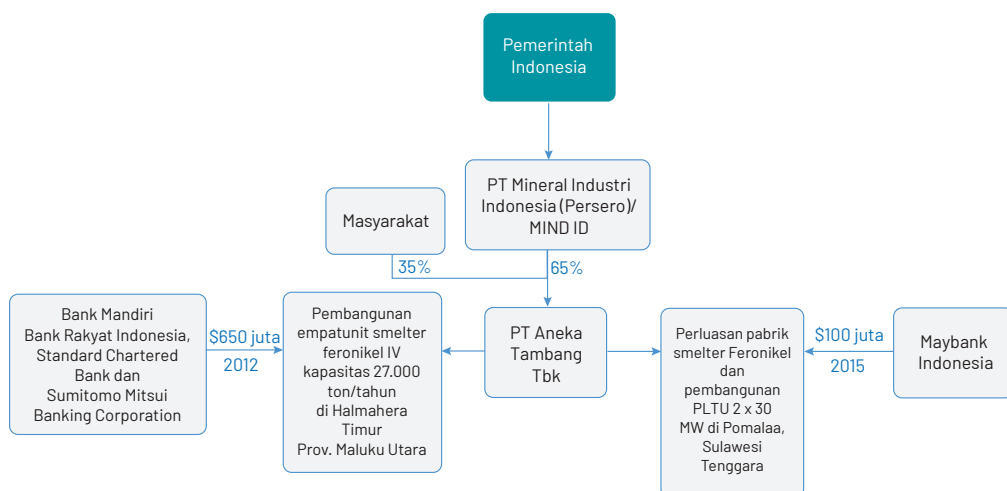 Pemerintah
Indonesia
PT Mineral Industri
Indonesia (Persero)/
MIND ID
Masyarakat
35%
65%
Bank Mandiri
Bank Rakyat Indonesia,
Standard Chartered
Bank dan
Sumitomo Mitsui
Banking Corporation
$650 juta
2012
Pembangunan
empatunit smelter
feronikel IV
kapasitas 27.000
ton/tahun
di Halmahera
Timur
Prov. Maluku Utara
PT Aneka
Tambang
Tbk
Perluasan pabrik
smelter Feronikel
dan
pembangunan
PLTU 2 x 30
MW di Pomalaa,
Sulawesi
Tenggara
$100 juta
2015
Maybank
Indonesia